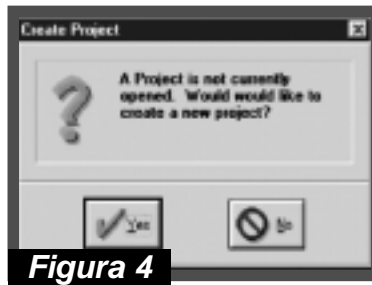 Create Project
A Project is not currently
opened. Would would like to
create a new project?
Yes
No
Figura 4